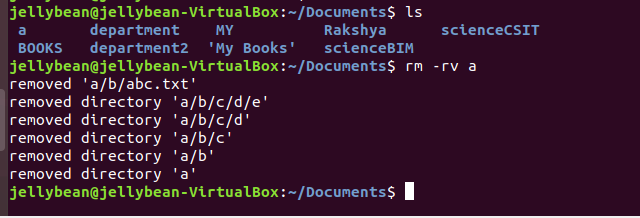 jellybean@jellybean-VirtualBox:~/Documents$ ls
a department MY Rakshya scienceCSIT
BOOKS department2 'My Books' scienceBIM
jellybean@jellybean-VirtualBox:~/Documents$ rm -rv a
removed 'a/b/abc.txt'
removed directory 'a/b/c/d/e'
removed directory 'a/b/c/d'
removed directory 'a/b/c'
removed directory 'a/b'
removed directory 'a'
jellybean@jellybean-VirtualBox:~/Documents$